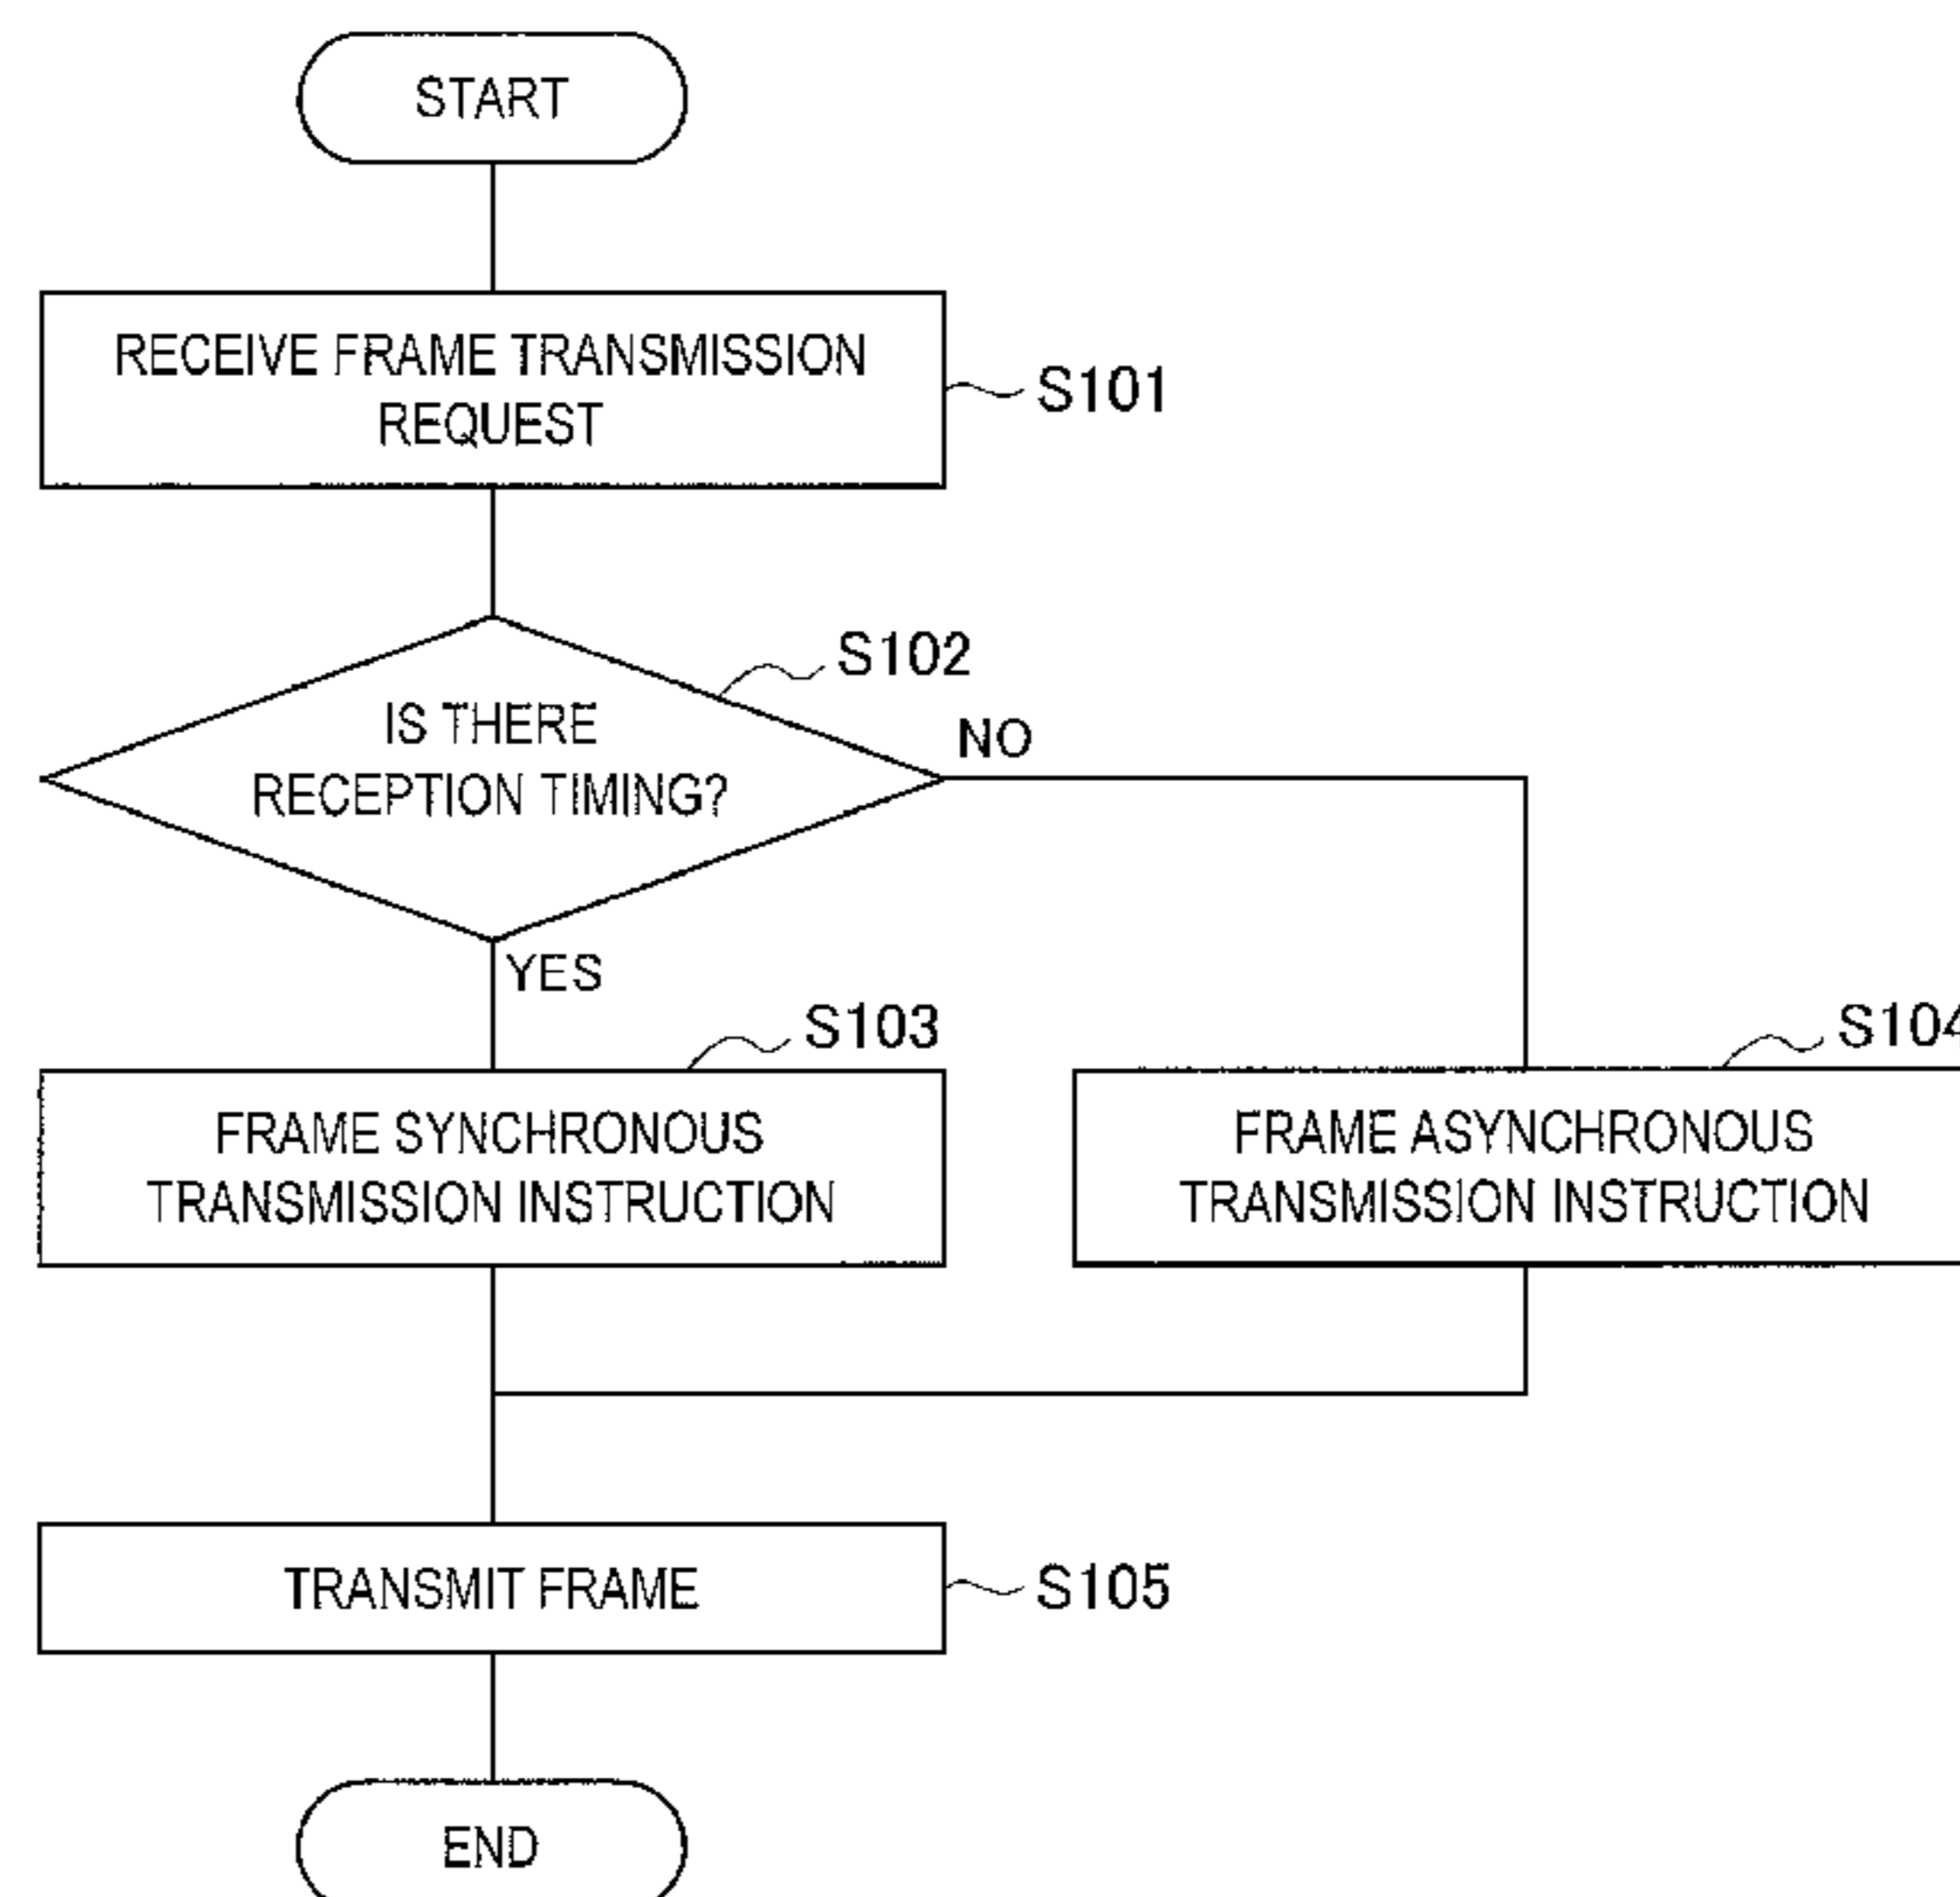 START
RECEIVE FRAME TRANSMISSION
REQUEST
S101
S102
IS THERE
RECEPTION TIMING?
NO
YES
S103
S104
FRAME SYNCHRONOUS
TRANSMISSION INSTRUCTION
FRAME ASYNCHRONOUS
TRANSMISSION INSTRUCTION
TRANSMIT FRAME
S105
END